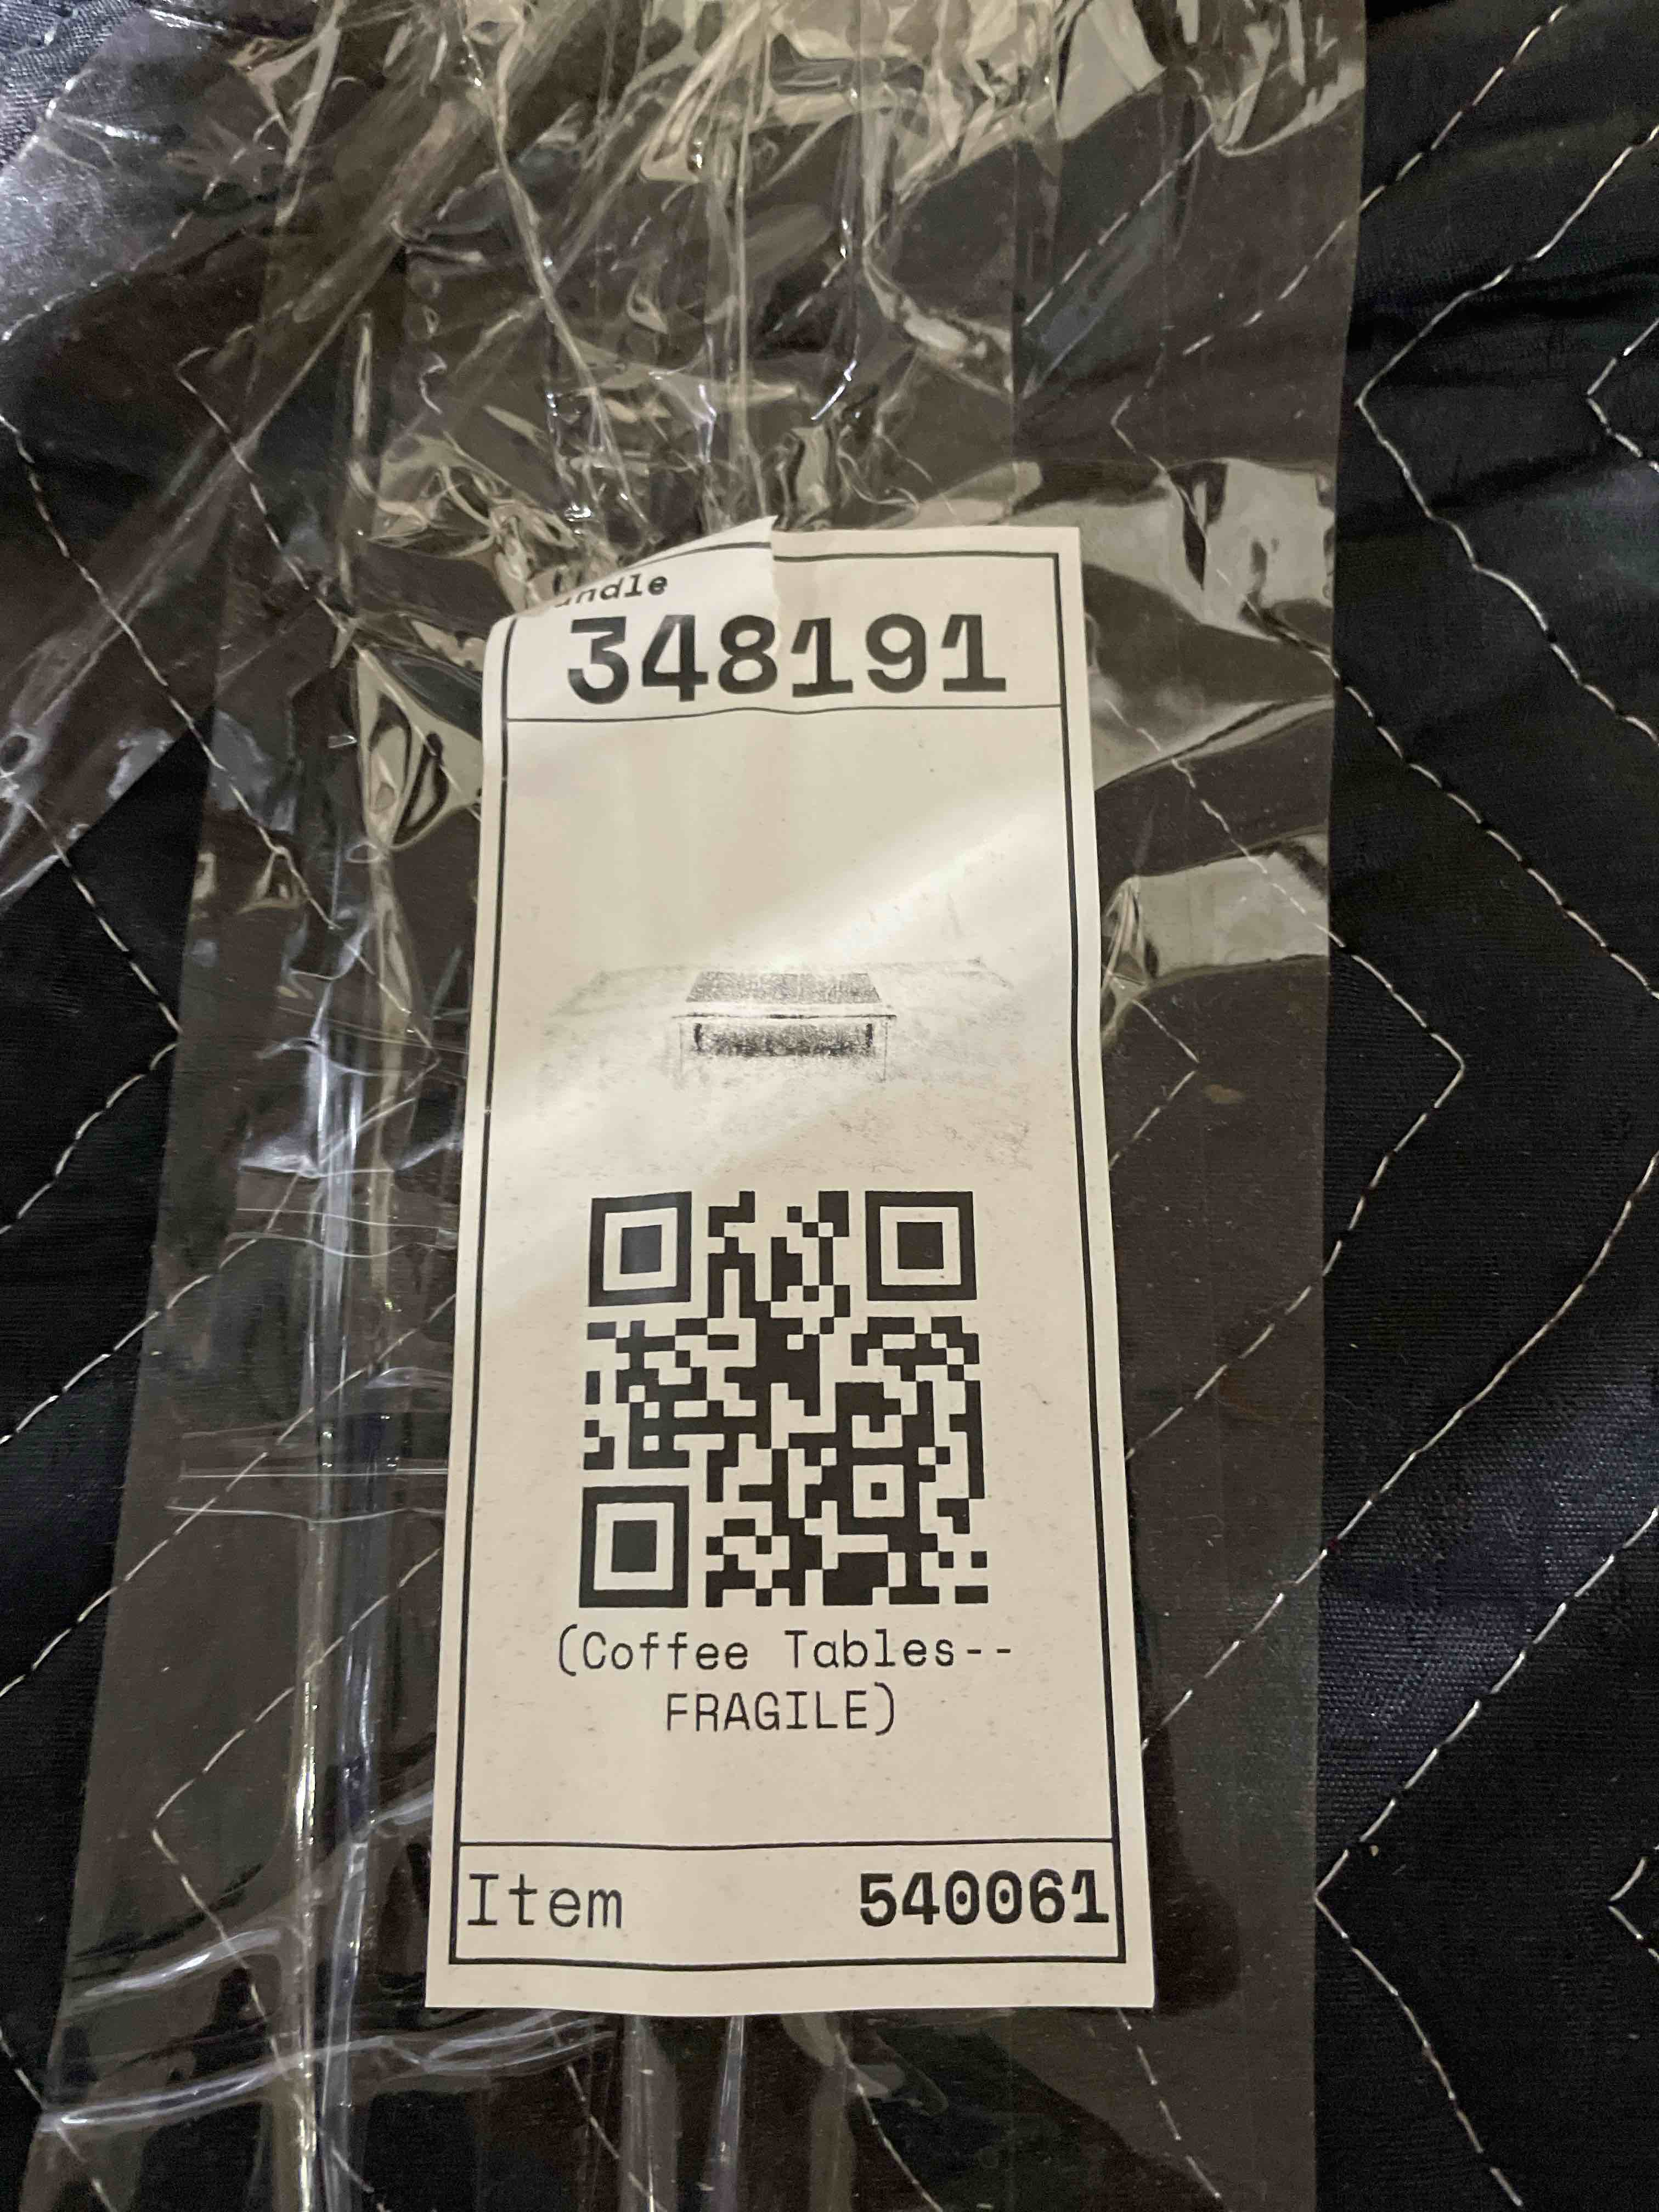 348191
(Coffee Tables--
FRAGILE)
Item 540061